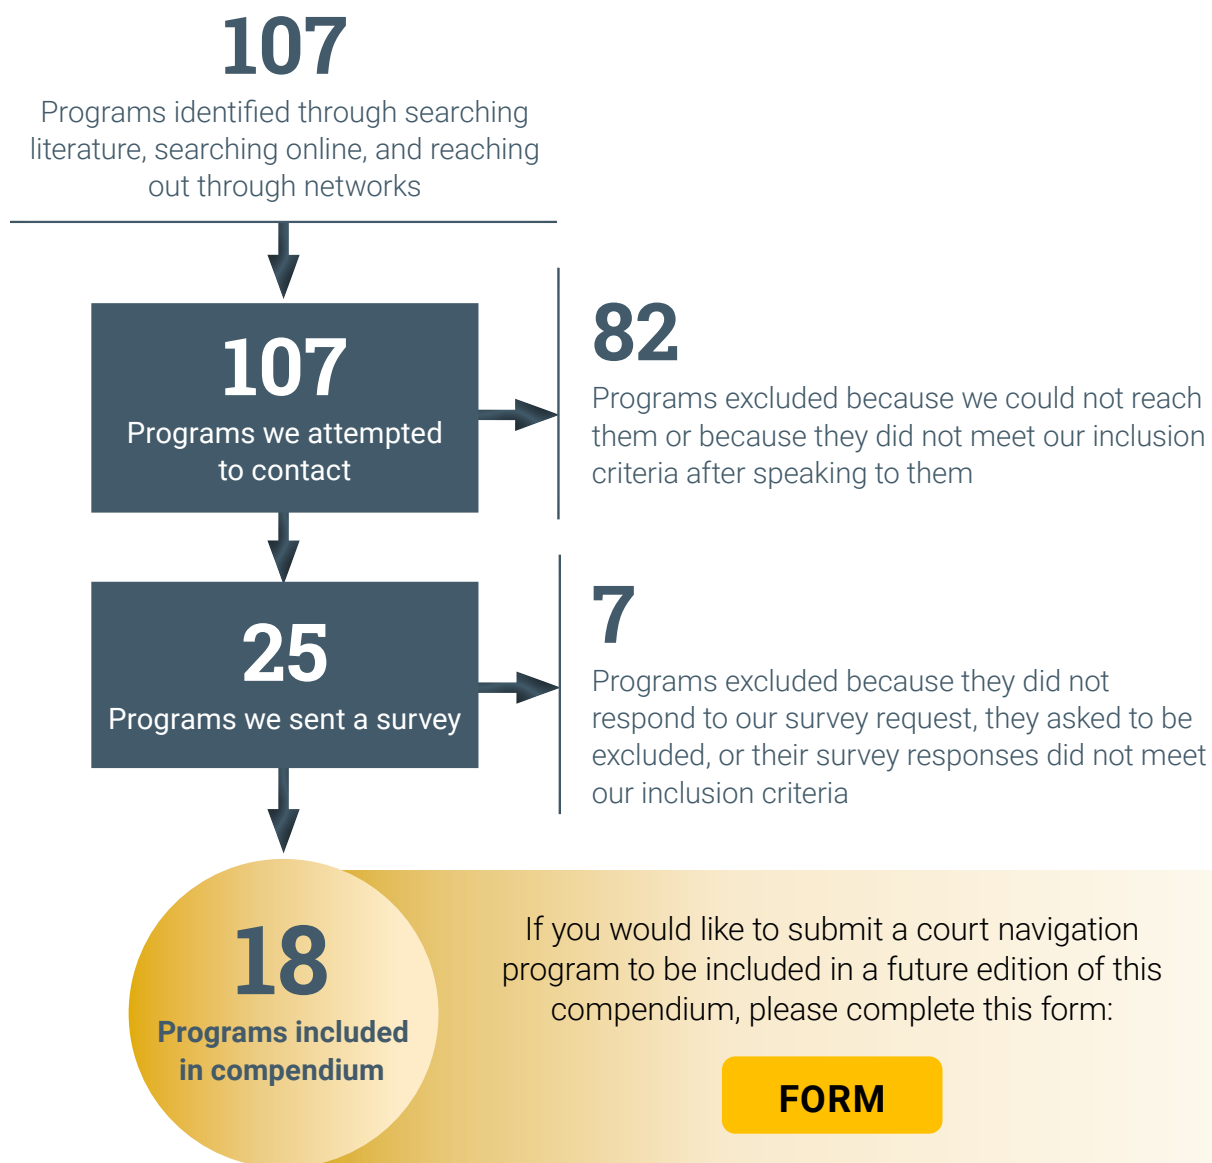 107
Programs identified through searching
literature, searching online, and reaching
out through networks
107
Programs we attempted
to contact
82
Programs excluded because we could not reach
them or because they did not meet our inclusion
criteria after speaking to them
25
Programs we sent a survey
7
Programs excluded because they did not
respond to our survey request, they asked to be
excluded, or their survey responses did not meet
our inclusion criteria
18
Programs included
in compendium
If you would like to submit a court navigation
program to be included in a future edition of this
compendium, please complete this form:
FORM